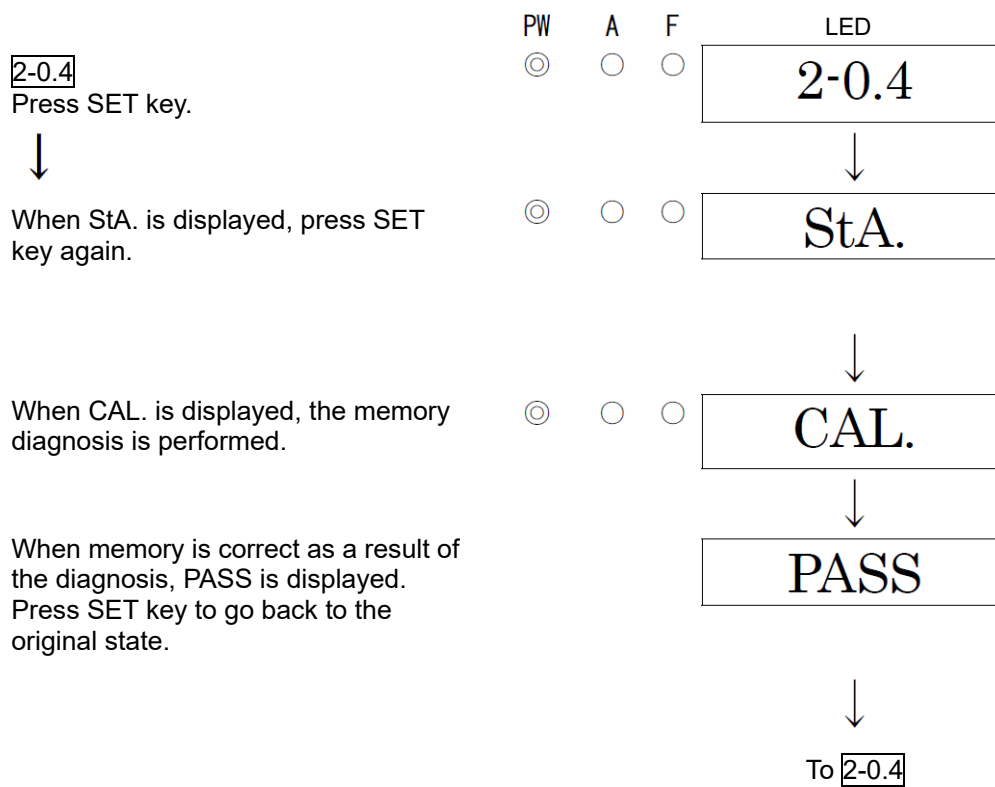 PW A F LED
2-0.4
2-0.4
Press SET key.
When StA. is displayed, press SET
key again.
StA.
When CAL. is displayed, the memory
diagnosis is performed.
CAL.
When memory is correct as a result of
the diagnosis, PASS is displayed.
Press SET key to go back to the
original state.
PASS
To 2-0.4